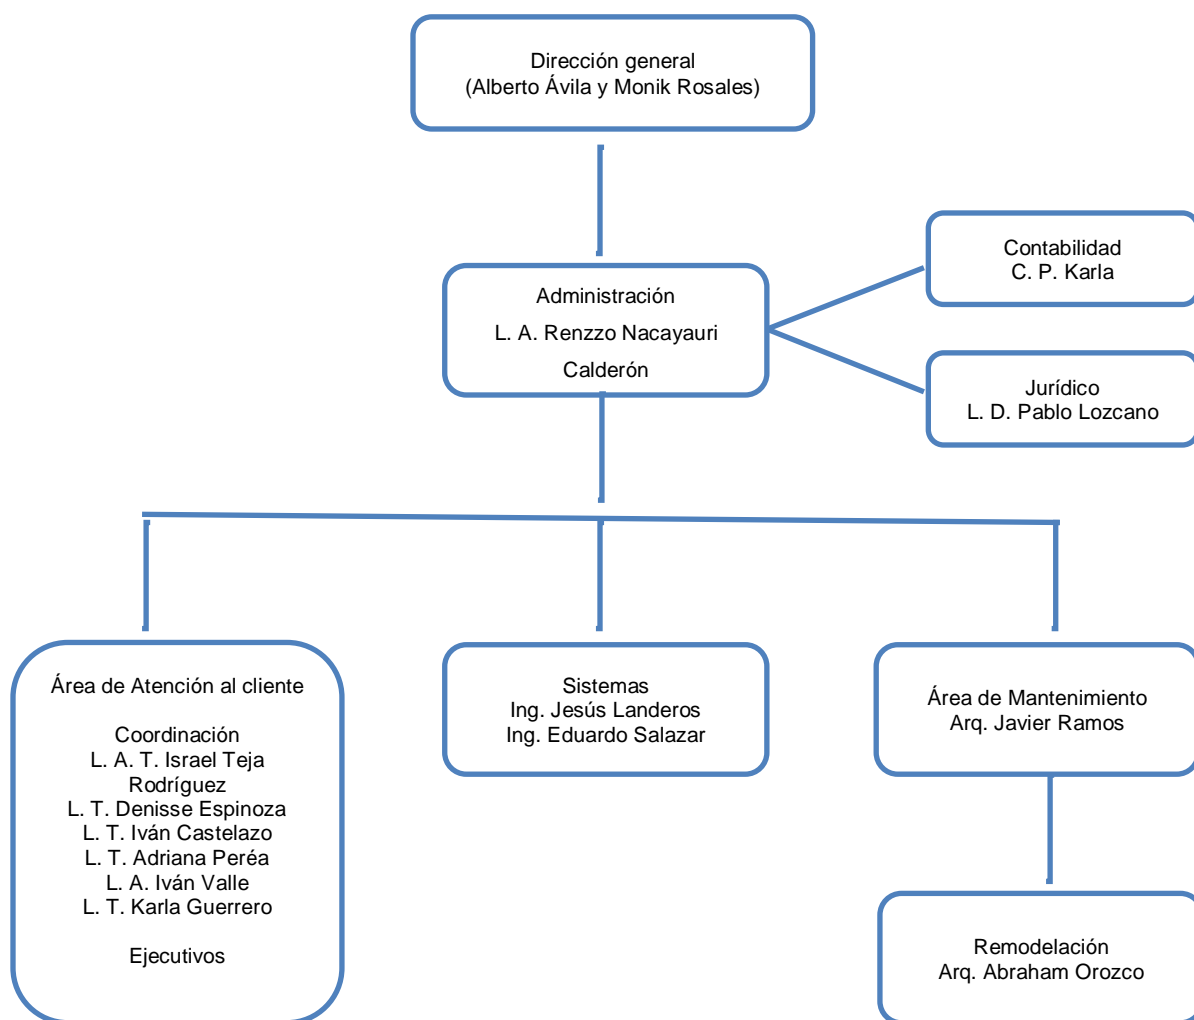 Dirección general
(Alberto Ávila y Monik Rosales)
Contabilidad
C. P. Karla
Administración
L. A. Renzzo Nacayauri
Calderón
Jurídico
L. D. Pablo Lozcano
Área de Atención al cliente
Coordinación
L. A. T. Israel Teja
Rodríguez
L. T. Denisse Espinoza
L. T. Iván Castelazo
L. T. Adriana Peréa
L. A. Iván Valle
L. T. Karla Guerrero
Ejecutivos
Sistemas
Ing. Jesús Landeros
Ing. Eduardo Salazar
Área de Mantenimiento
Arq. Javier Ramos
Remodelación
Arq. Abraham Orozco